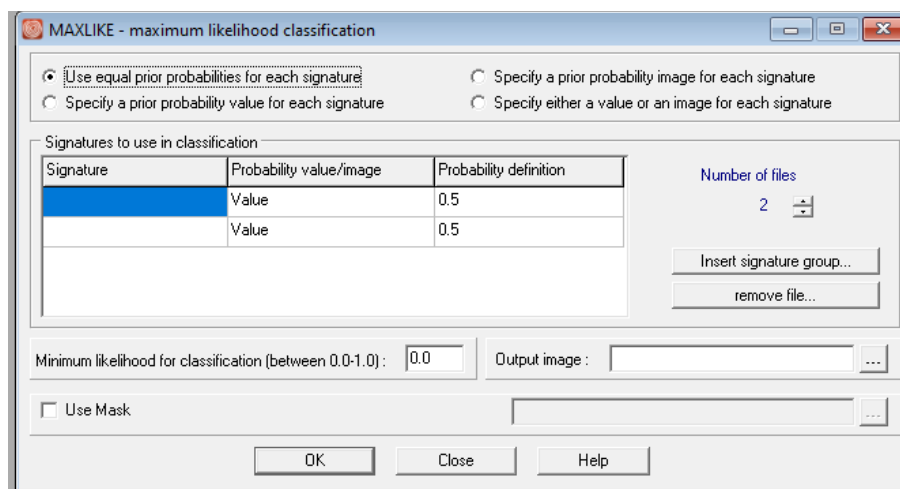 MAXLIKE - maximum likelihood classification
Use equal prior probabilities for each signature
Specify a prior probability image for each signature
Specify a prior probability value for each signature
Specify either a value or an image for each signature
Signatures to use in classification
Signature Probability value/image Probability definition
Value 0.5
Value 0.5
Number of files
2
Insert signature group...
remove file...
Minimum likelihood for classification (between 0.0-1.0) : 0.0 Output image : ...
Use Mask ...
OK Close Help